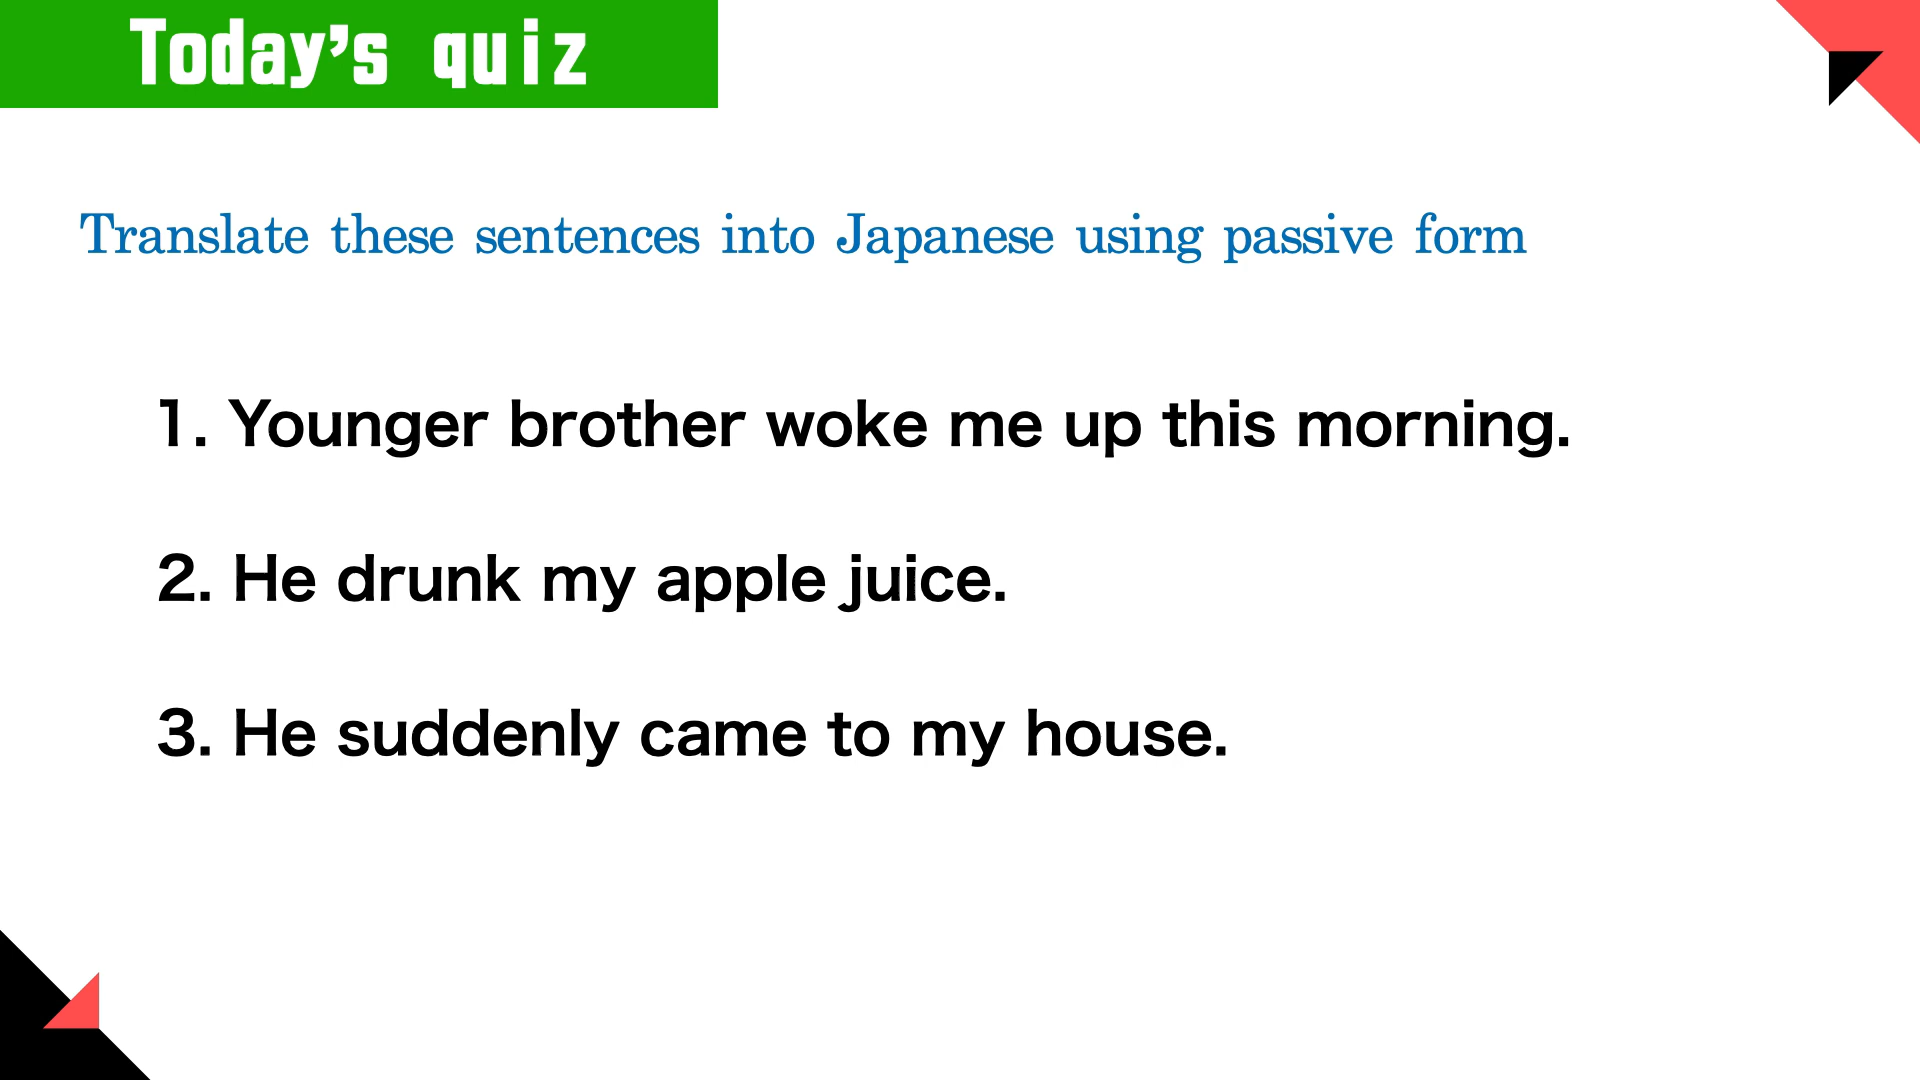 Today's quiz
Translate these sentences into Japanese using passive form
1. Younger brother woke me up this morning.
2. He drunk my apple juice.
3. He suddenly came to my house.